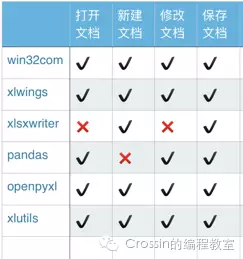 打开 新建 修改 保存
文档 文档 文档 文档
win32com ✔ ✔ ✔ ✔
xlwings ✔ ✔ ✔ ✔
xlsxwriter ✖ ✔ ✖ ✔
pandas ✔ ✖ ✔ ✔
openpyxl ✔ ✔ ✔ ✔
xlutils ✔ ✔ ✔ ✔
Crossin的编程教室